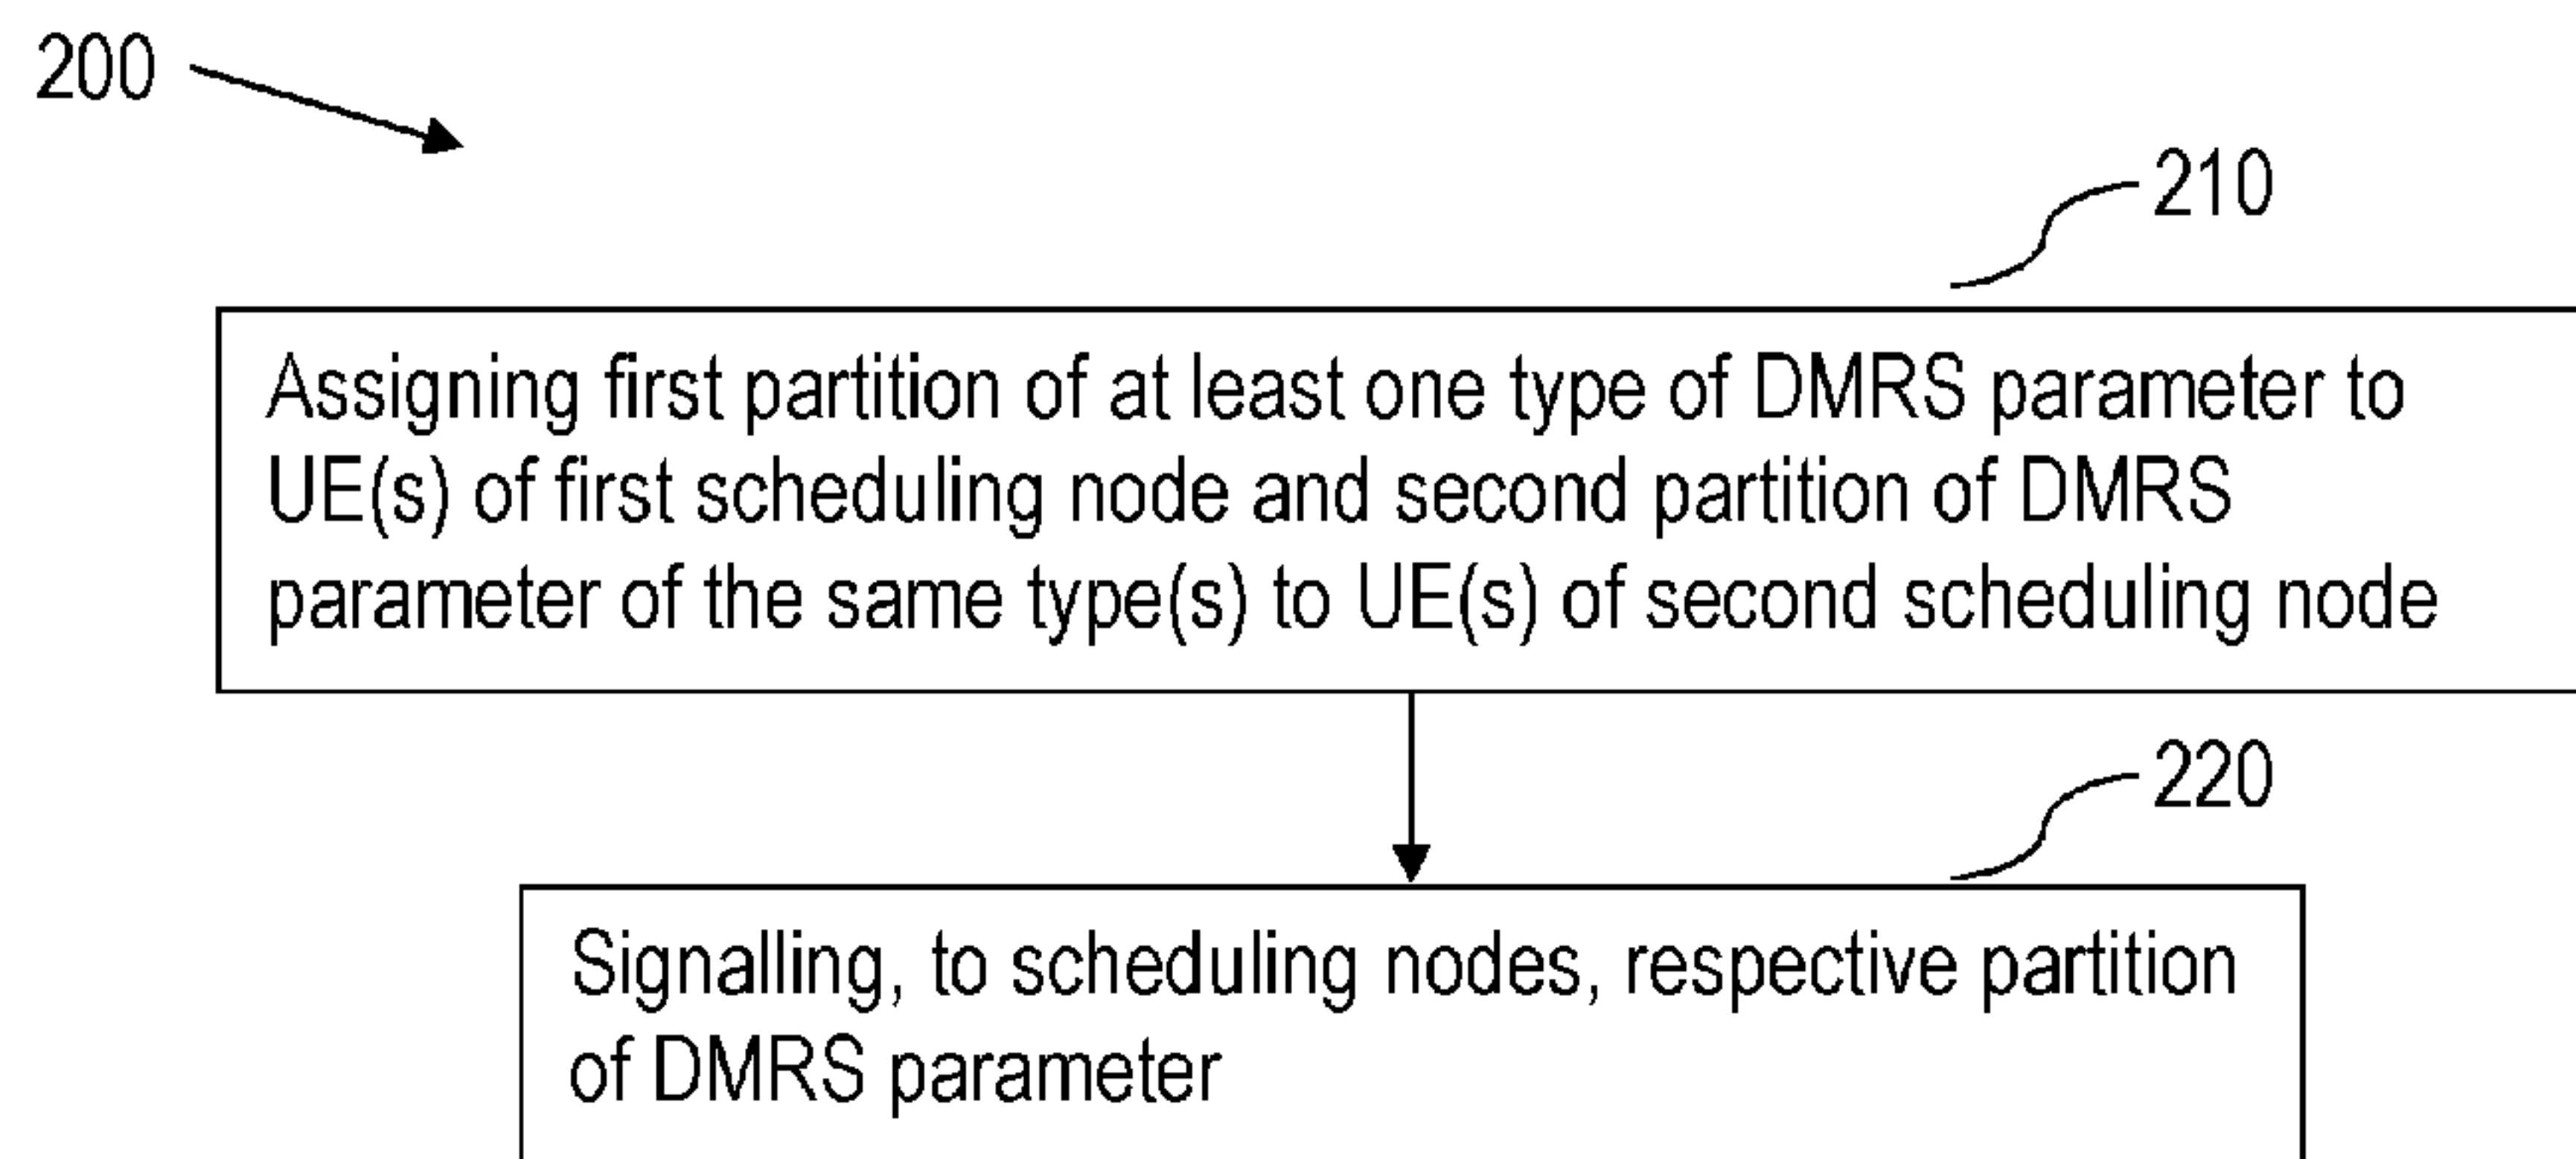 200
210
Assigning first partition of at least one type of DMRS parameter to
UE(s) of first scheduling node and second partition of DMRS
parameter of the same type(s) to UE(s) of second scheduling node
220
Signalling, to scheduling nodes, respective partition
of DMRS parameter